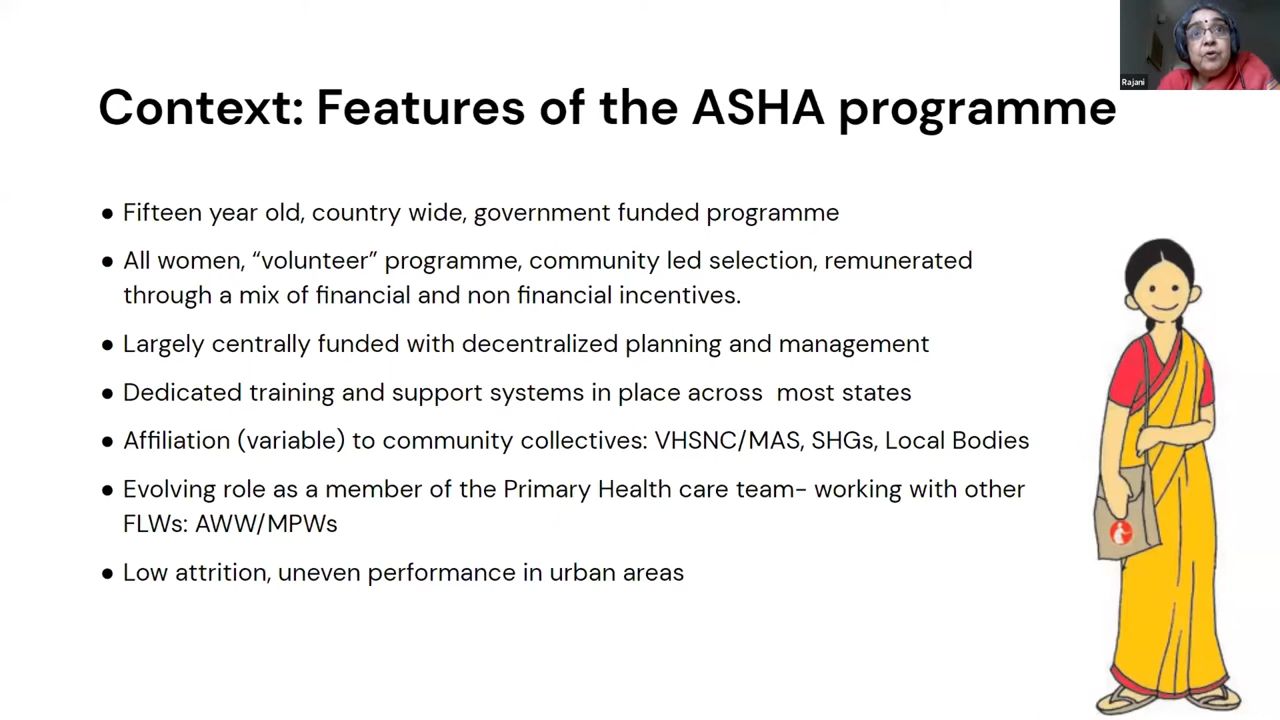 Rajani
Context: Features of the ASHA programme
● Fifteen year old, country wide, government funded programme
● All women, “volunteer” programme, community led selection, remunerated
through a mix of financial and non financial incentives.
● Largely centrally funded with decentralized planning and management
● Dedicated training and support systems in place across  most states
● Affiliation (variable) to community collectives: VHSNC/MAS, SHGs, Local Bodies
● Evolving role as a member of the Primary Health care team- working with other
FLWs: AWW/MPWs
● Low attrition, uneven performance in urban areas